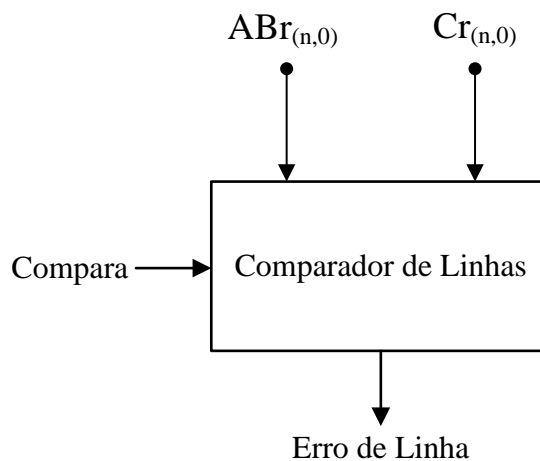 ABr(n,0) Cr(n,0)
Compara
Comparador de Linhas
Erro de Linha